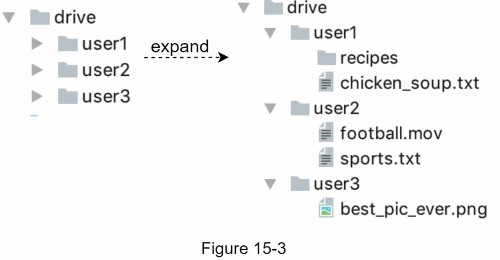 drive
user1
user2
user3
expand
drive
user1
recipes
chicken_soup.txt
user2
football.mov
sports.txt
user3
best_pic_ever.png
Figure 15-3